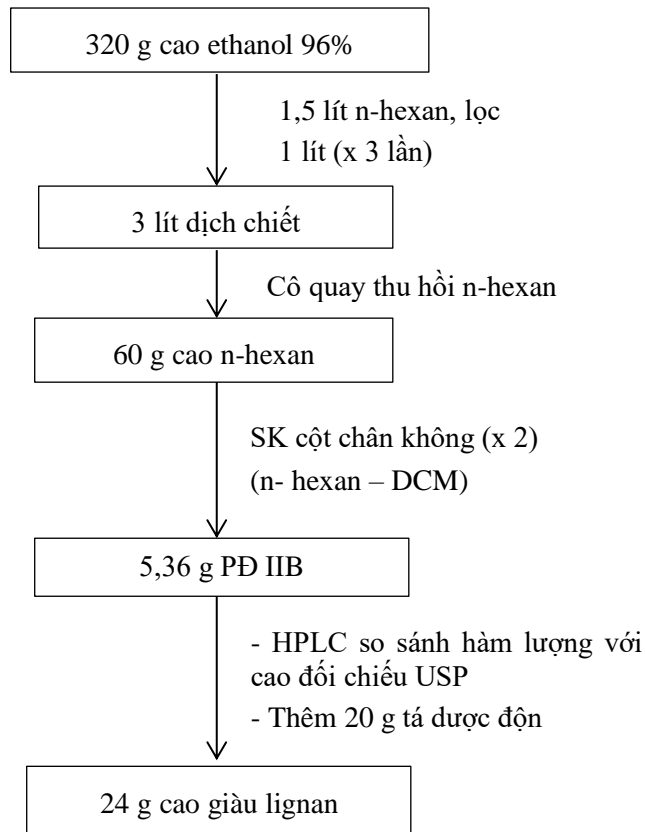 320 g cao ethanol 96%
1,5 lít n-hexan, lọc
1 lít (x 3 lần)
3 lít dịch chiết
Cô quay thu hồi n-hexan
60 g cao n-hexan
SK cột chân không (x 2)
(n- hexan – DCM)
5,36 g PĐ IIB
- HPLC so sánh hàm lượng với
cao đối chiếu USP
- Thêm 20 g tá dược độn
24 g cao giàu lignan